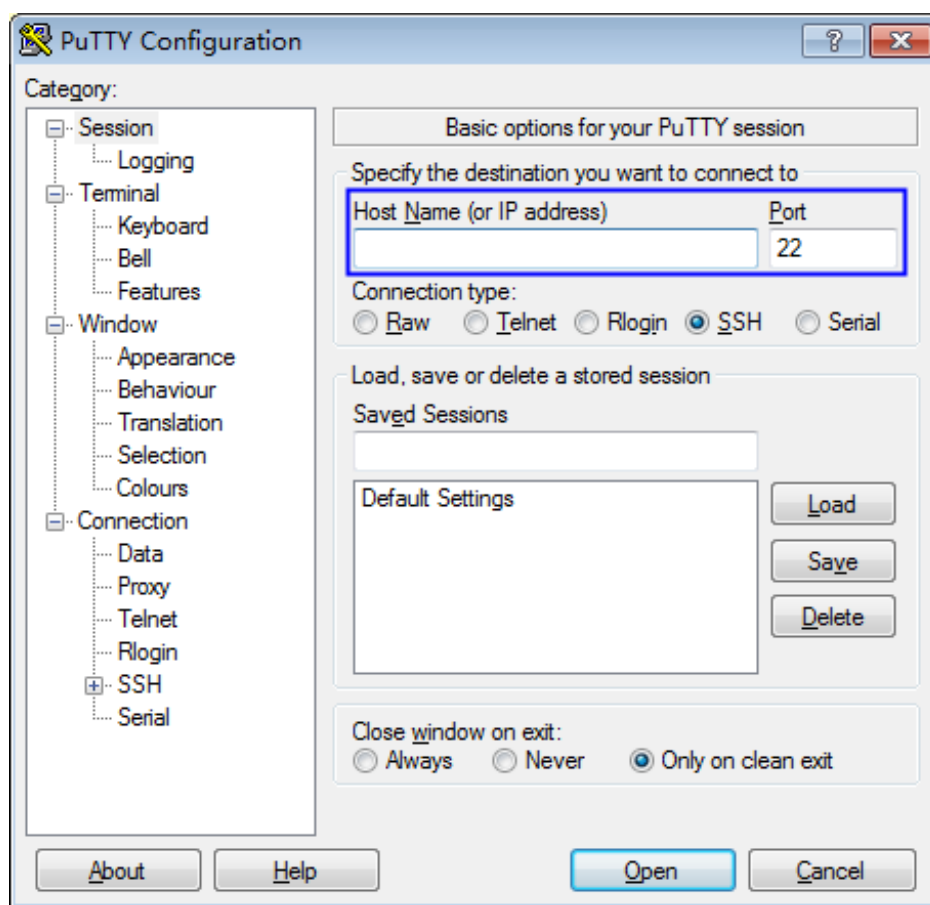 PuTTY Configuration
Category:
Session
Logging
Terminal
Keyboard
Bell
Features
Window
Appearance
Behaviour
Translation
Selection
Colours
Connection
Data
Proxy
Telnet
Rlogin
SSH
Serial
Basic options for your PuTTY session
Specify the destination you want to connect to
Host Name (or IP address) Port
22
Connection type:
Raw Telnet Rlogin SSH Serial
Load, save or delete a stored session
Saved Sessions
Default Settings
Load
Save
Delete
Close window on exit:
Always Never Only on clean exit
About Help Open Cancel